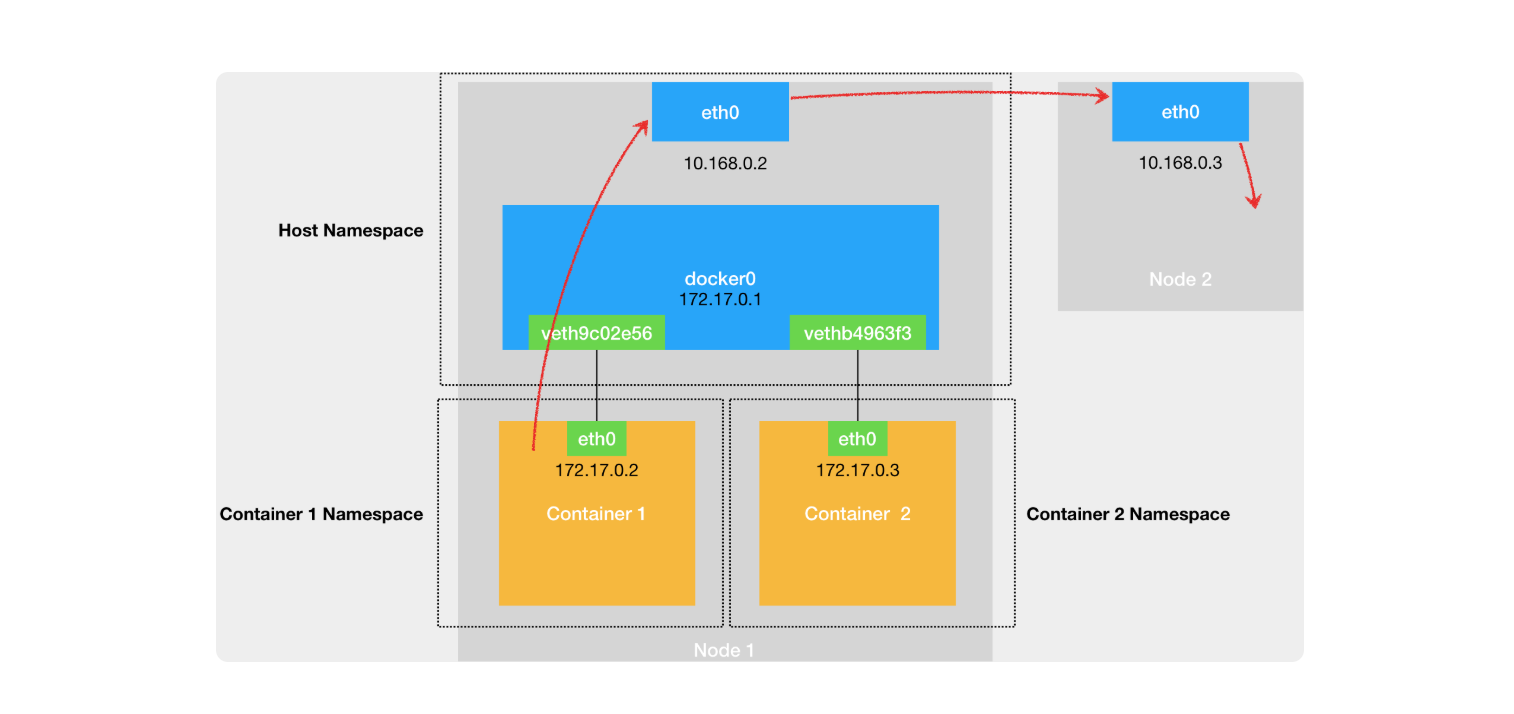 eth0
10.168.0.2
eth0
10.168.0.3
Host Namespace
docker0
172.17.0.1
veth9c02e56
vethb4963f3
Node 2
eth0
172.17.0.2
Container 1
eth0
172.17.0.3
Container 2
Container 1 Namespace
Container 2 Namespace
Node 1